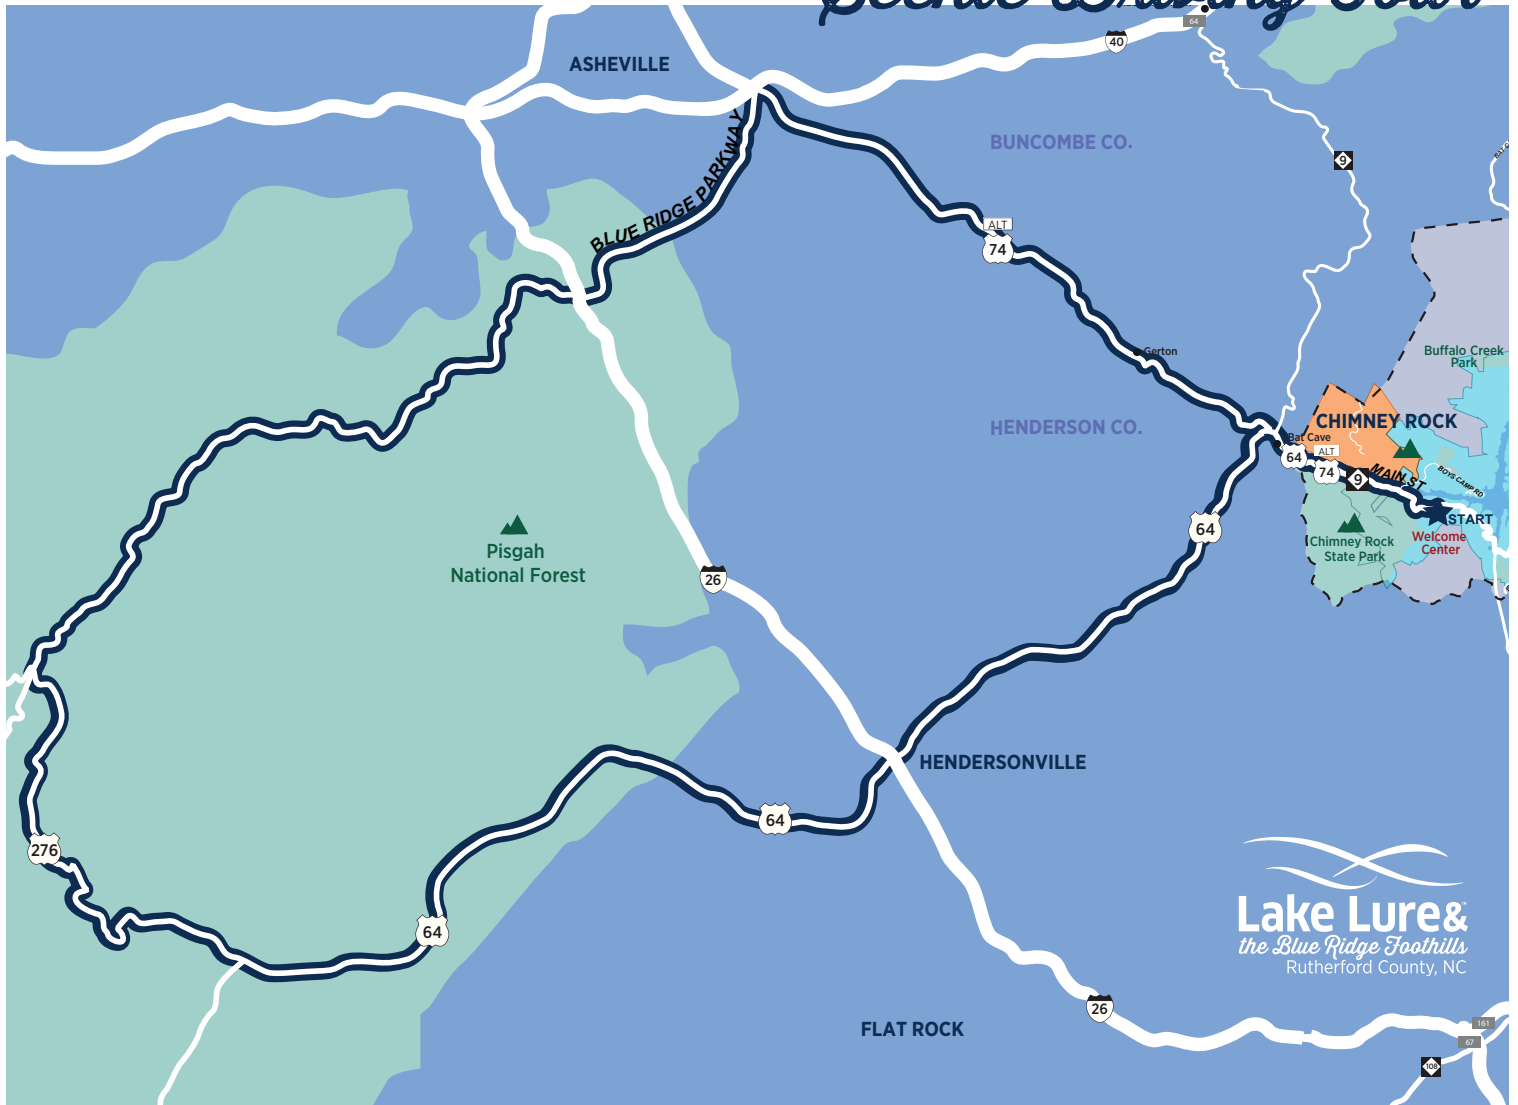 Scenic Driving Tour
64
40
ASHEVILLE
BLUE RIDGE PARKWAY
BUNCOMBE CO.
9
ALT
74
Gerton
Buffalo Creek
Park
HENDERSON CO.
CHIMNEY ROCK
Bat Cave
64
ALT
74
9
MAIN ST
BOYS CAMP RD
START
64
Chimney Rock
State Park
Welcome
Center
Pisgah
National Forest
26
HENDERSONVILLE
64
276
64
Lake Lure&
the Blue Ridge Foothills
Rutherford County, NC
26
FLAT ROCK
161
67
108